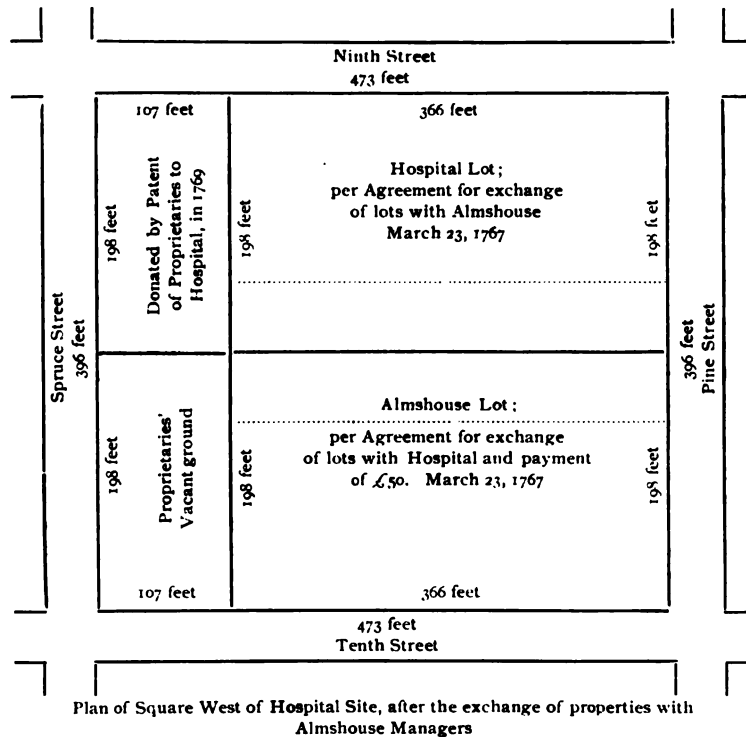 Ninth Street
473 feet
107 feet
366 feet
198 feet
Donated by Patent
of Proprietaries to
Hospital, in 1769
198 feet
Hospital Lot;
per Agreement for exchange
of lots with Almshouse
March 23, 1767
198 feet
Spruce Street
396 feet
396 feet
Pine Street
198 feet
Proprietaries'
Vacant ground
198 feet
Almshouse Lot;
per Agreement for exchange
of lots with Hospital and payment
of £50. March 23, 1767
198 feet
107 feet
366 feet
473 feet
Tenth Street
Plan of Square West of Hospital Site, after the exchange of properties with
Almshouse Managers